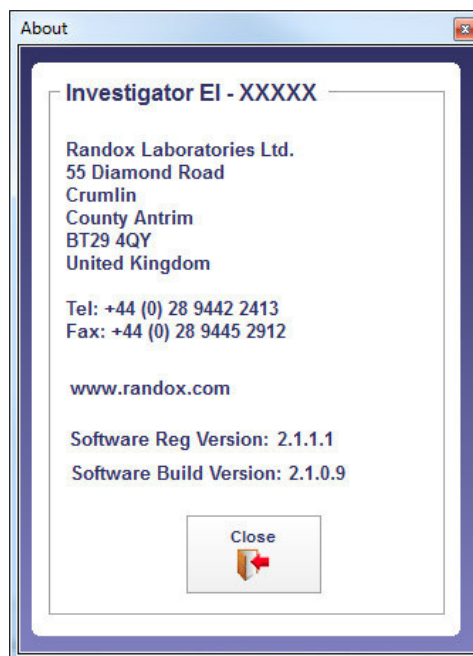 About
Investigator EI - XXXXX
Randox Laboratories Ltd.
55 Diamond Road
Crumlin
County Antrim
BT29 4QY
United Kingdom
Tel: +44 (0) 28 9442 2413
Fax: +44 (0) 28 9445 2912
www.randox.com
Software Reg Version: 2.1.1.1
Software Build Version: 2.1.0.9
Close